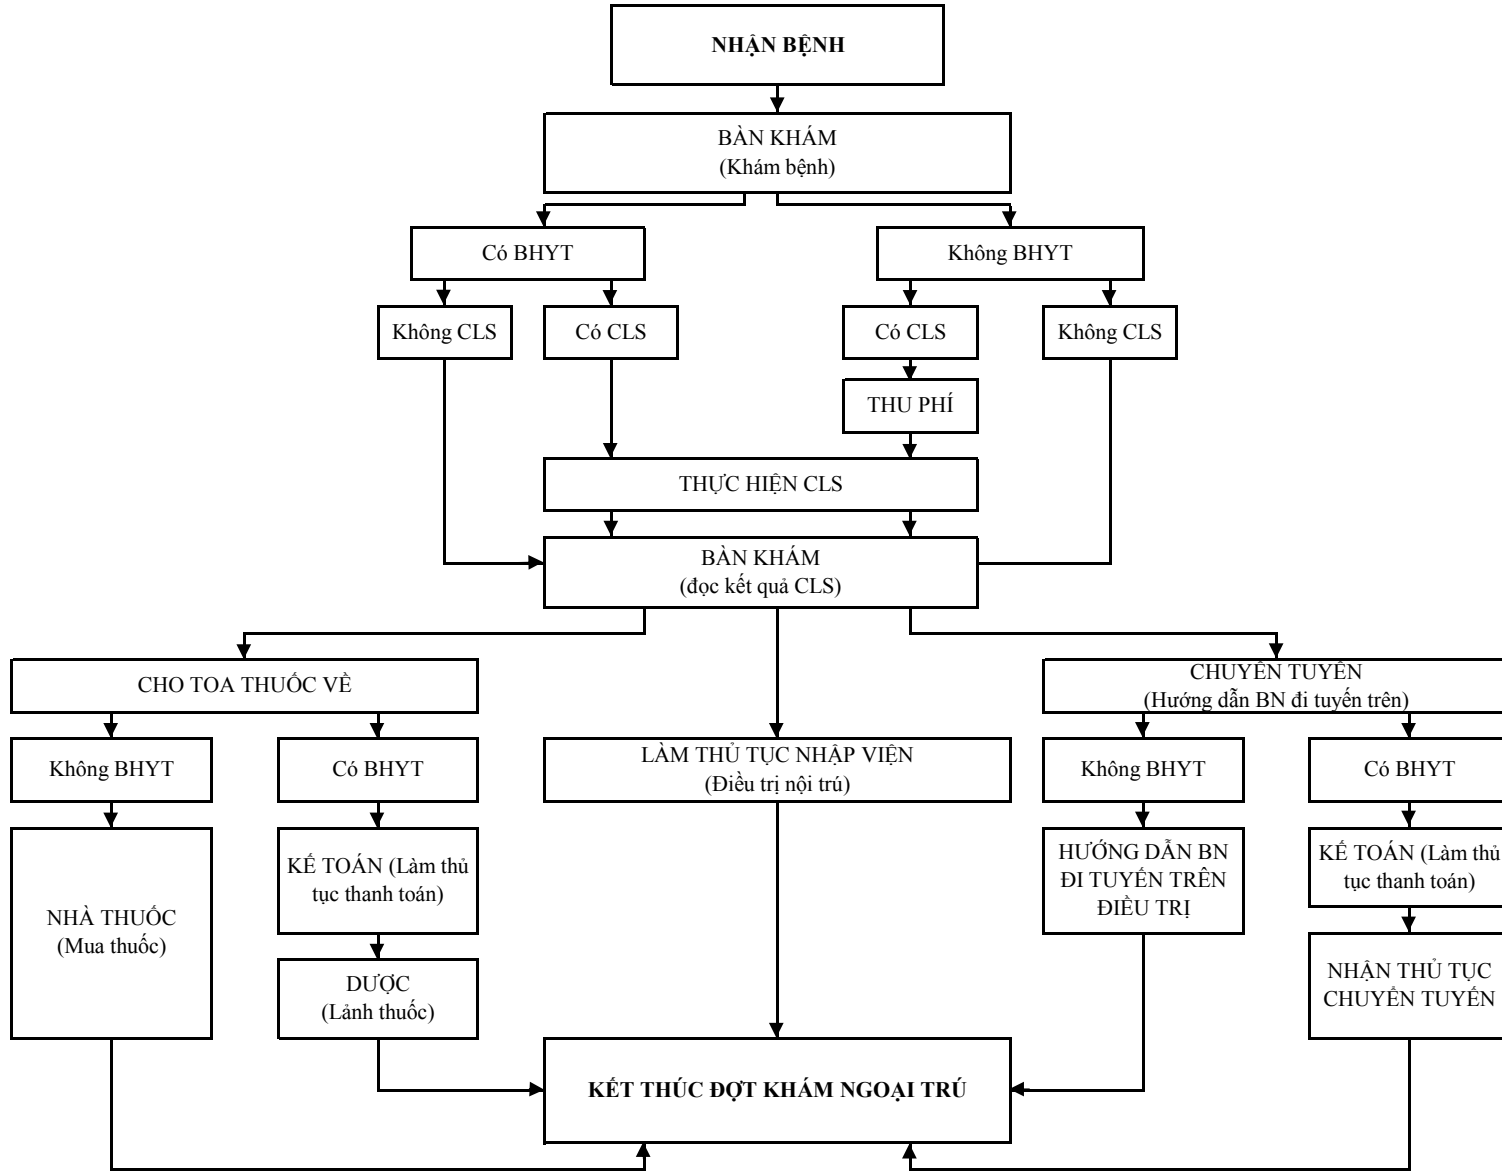 NHẬN BỆNH
BÀN KHÁM
(Khám bệnh)
Có BHYT
Không BHYT
Không CLS
Có CLS
Có CLS
Không CLS
THU PHÍ
THỰC HIỆN CLS
BÀN KHÁM
(đọc kết quả CLS)
CHO TOA THUỐC VỀ
CHUYỂN TUYẾN
(Hướng dẫn BN đi tuyến trên)
Không BHYT
Có BHYT
LÀM THỦ TỤC NHẬP VIỆN
(Điều trị nội trú)
Không BHYT
Có BHYT
NHÀ THUỐC
(Mua thuốc)
KẾ TOÁN (Làm thủ
tục thanh toán)
HƯỚNG DẪN BN
ĐI TUYẾN TRÊN
ĐIỀU TRỊ
KẾ TOÁN (Làm thủ
tục thanh toán)
DƯỢC
(Lảnh thuốc)
NHẬN THỦ TỤC
CHUYỂN TUYẾN
KẾT THÚC ĐỢT KHÁM NGOẠI TRÚ